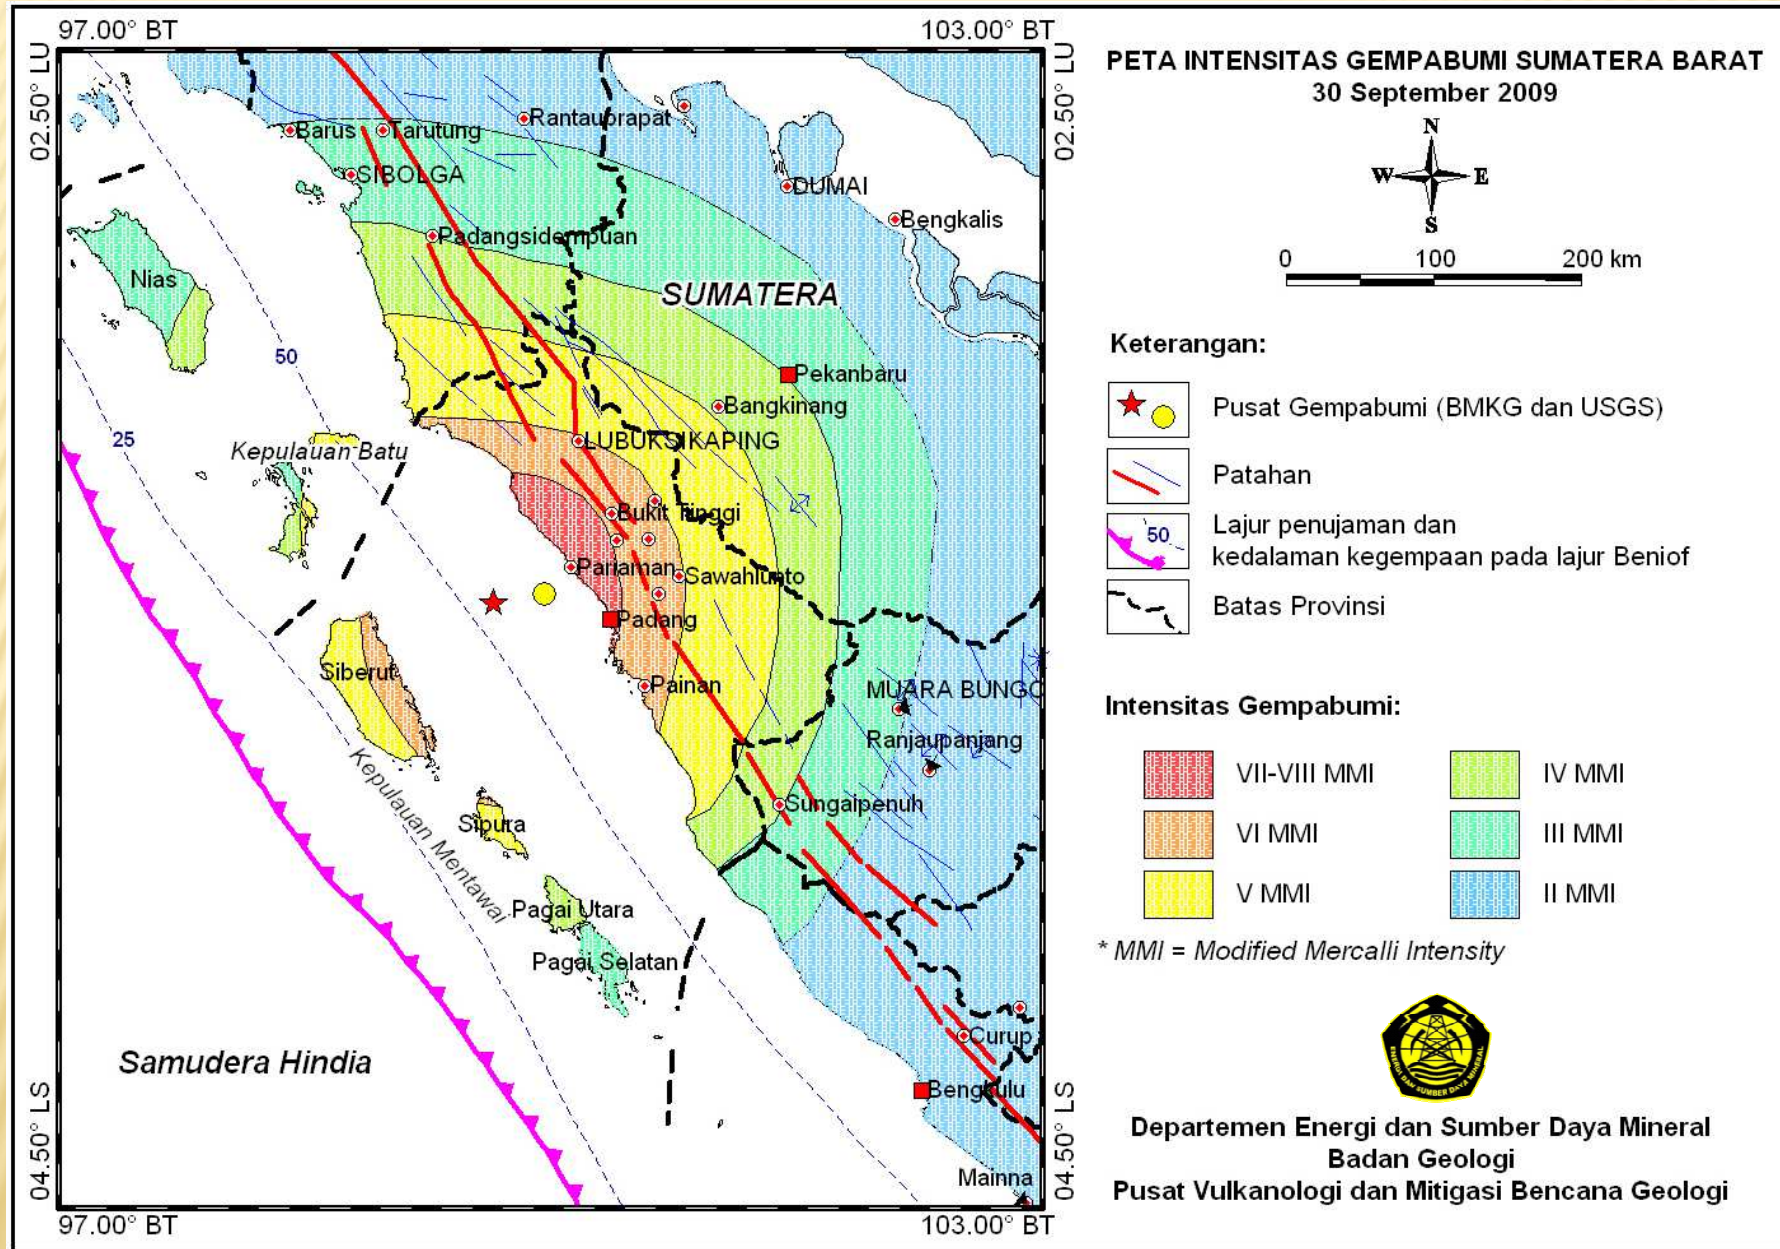 97.00° BT
103.00° BT
02.50° LU
02.50° LU
Barus
Tarutung
Rantauprapat
SIBOLGA
DUMAI
Bengkalis
Padangsidempuan
Nias
SUMATERA
50
Pekanbaru
Bangkinang
25
Kepulauan Batu
LUBUKSIKAPING
Bukit Tinggi
Pariaman
Sawahlunto
Padang
Siberut
Painan
MUARA BUNGO
Ranjaupanjang
Kepulauan Mentawai
Sungaipenuh
Sipura
Pagai Utara
Pagai Selatan
Curup
Samudera Hindia
Bengkulu
Mainna
04.50° LS
04.50° LS
97.00° BT
103.00° BT
PETA INTENSITAS GEMPABUMI SUMATERA BARAT
30 September 2009
N
W E
S
0 100 200 km
Keterangan:
Pusat Gempabumi (BMKG dan USGS)
Patahan
50
Lajur penujaman dan
kedalaman kegempaan pada lajur Beniof
Batas Provinsi
Intensitas Gempabumi:
VII-VIII MMI
IV MMI
VI MMI
III MMI
V MMI
II MMI
* MMI = Modified Mercalli Intensity
ENERGI DAN SUMBER DAYA MINERAL
Departemen Energi dan Sumber Daya Mineral
Badan Geologi
Pusat Vulkanologi dan Mitigasi Bencana Geologi